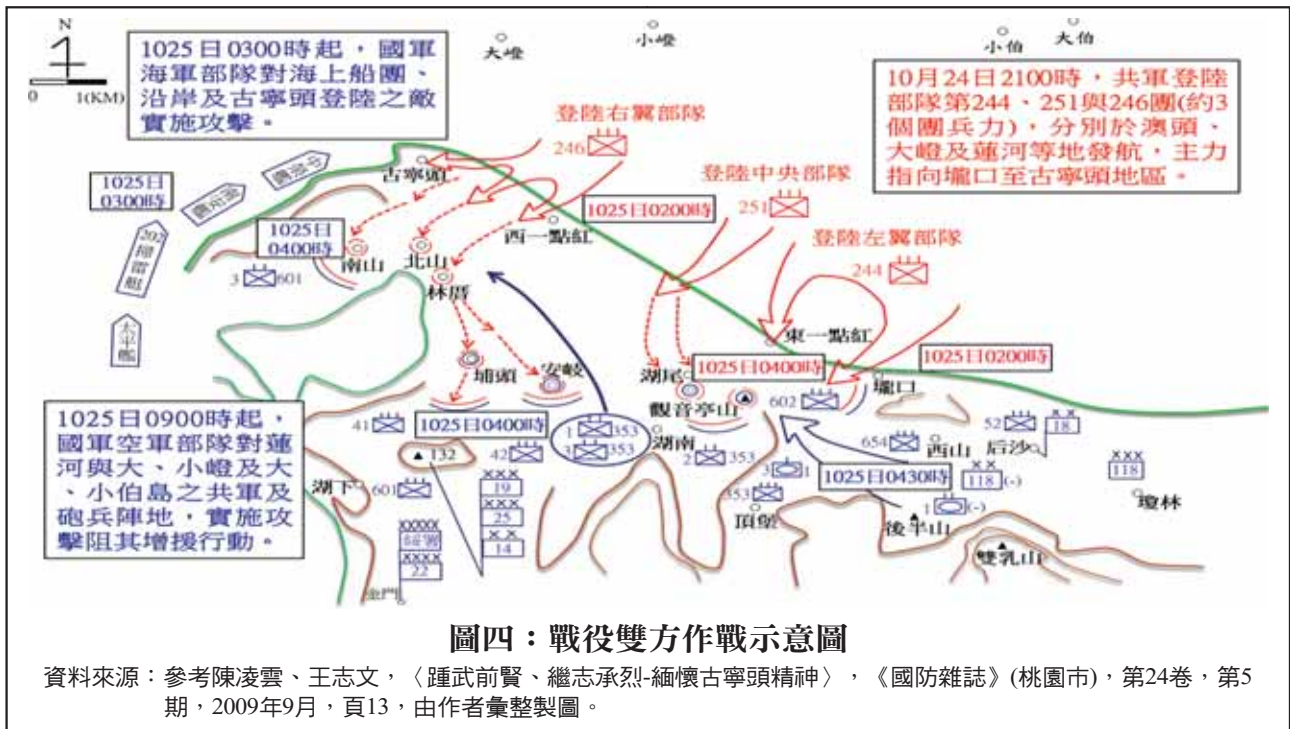 N
0 1(KM)
1025日0300時起，國軍
海軍部隊對海上船團、
沿岸及古寧頭登陸之敵
實施攻擊。
大嶝
小嶝
小伯
大伯
10月24日2100時，共軍登陸
部隊第244、251與246團(約3
個團兵力)，分別於澳頭、
大嶝及蓮河等地發航，主力
指向壠口至古寧頭地區。
登陸右翼部隊
246
登陸中央部隊
251
登陸左翼部隊
244
1025日
0300時
202掃雷艇
太平艦
古寧頭
1025日
0400時
南山
北山
林厝
3 601
西一點紅
1025日0200時
東一點紅
1025日0200時
1025日0400時
壠口
湖尾
觀音亭山
602
埔頭
安岐
1025日0400時
1 353
3 353
湖南
2 353
1025日0900時起，
國軍空軍部隊對蓮
河與大、小嶝及大
、小伯島之共軍及
砲兵陣地，實施攻
擊阻其增援行動。
41
132
42
湖下
601
XXX
19
XXX
25
XX
14
XXXXX
XXXX
22
金門
3 1
353
頂堡
1025日0430時
654
西山
52
后沙
XX
18
XX
118 (-)
1 (-)
後半山
雙乳山
XXX
118
瓊林
圖四：戰役雙方作戰示意圖
資料來源：參考陳凌雲、王志文，〈踵武前賢、繼志承烈-緬懷古寧頭精神〉，《國防雜誌》(桃園市)，第24卷，第5
期，2009年9月，頁13，由作者彙整製圖。